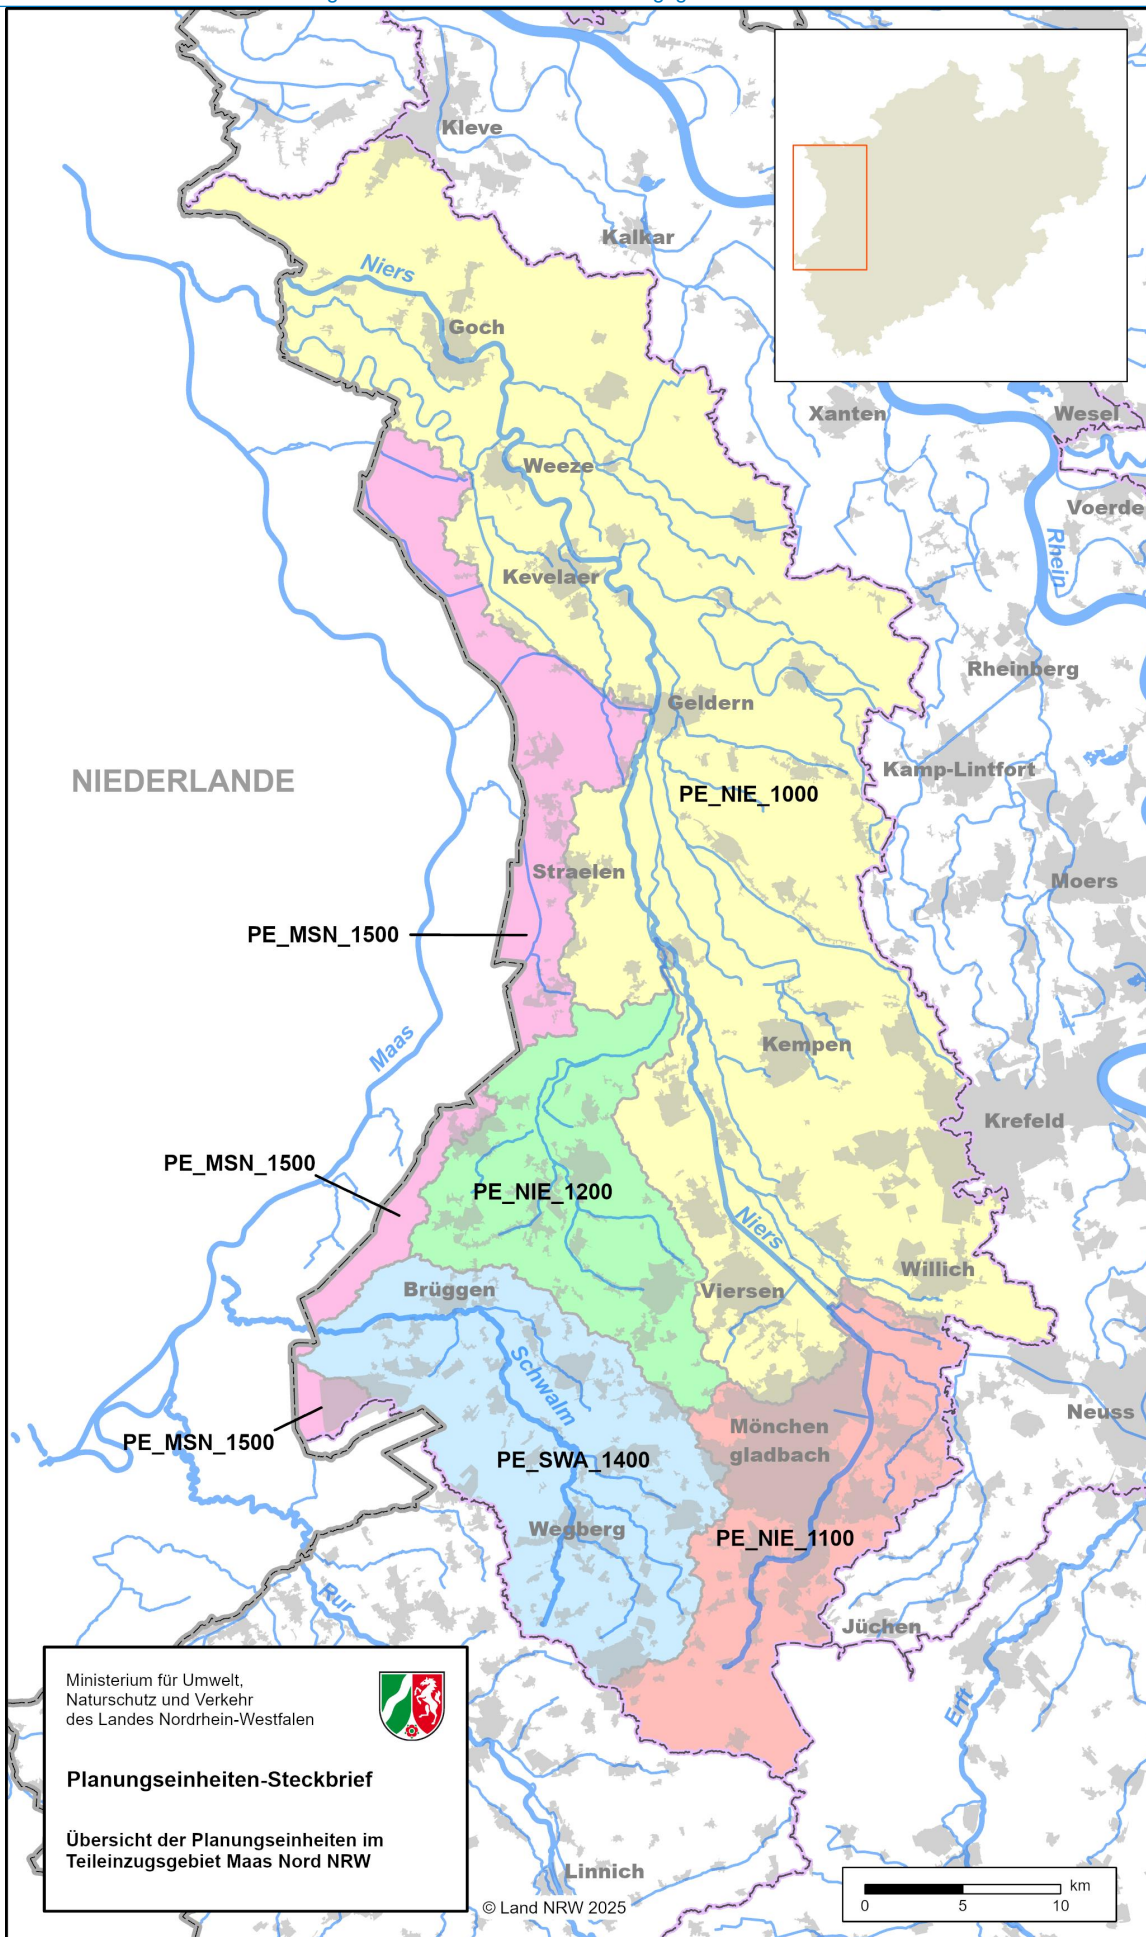 Kleve
Kalkar
Niers
Goch
Xanten
Wesel
Weeze
Voerde
Rhein
Kevelaer
Rheinberg
Geldern
Kamp-Lintfort
NIEDERLANDE
PE_NIE_1000
Straelen
Moers
PE_MSN_1500
Maas
Kempen
Krefeld
PE_MSN_1500
PE_NIE_1200
Niers
Willich
Brüggen
Viersen
Schwalm
Neuss
Mönchen
gladbach
PE_MSN_1500
PE_SWA_1400
Wegberg
PE_NIE_1100
Rur
Jüchen
Erft
Ministerium für Umwelt,
Naturschutz und Verkehr
des Landes Nordrhein-Westfalen
Planungseinheiten-Steckbrief
Übersicht der Planungseinheiten im
Teileinzugsgebiet Maas Nord NRW
Linnich
© Land NRW 2025
km
0 5 10